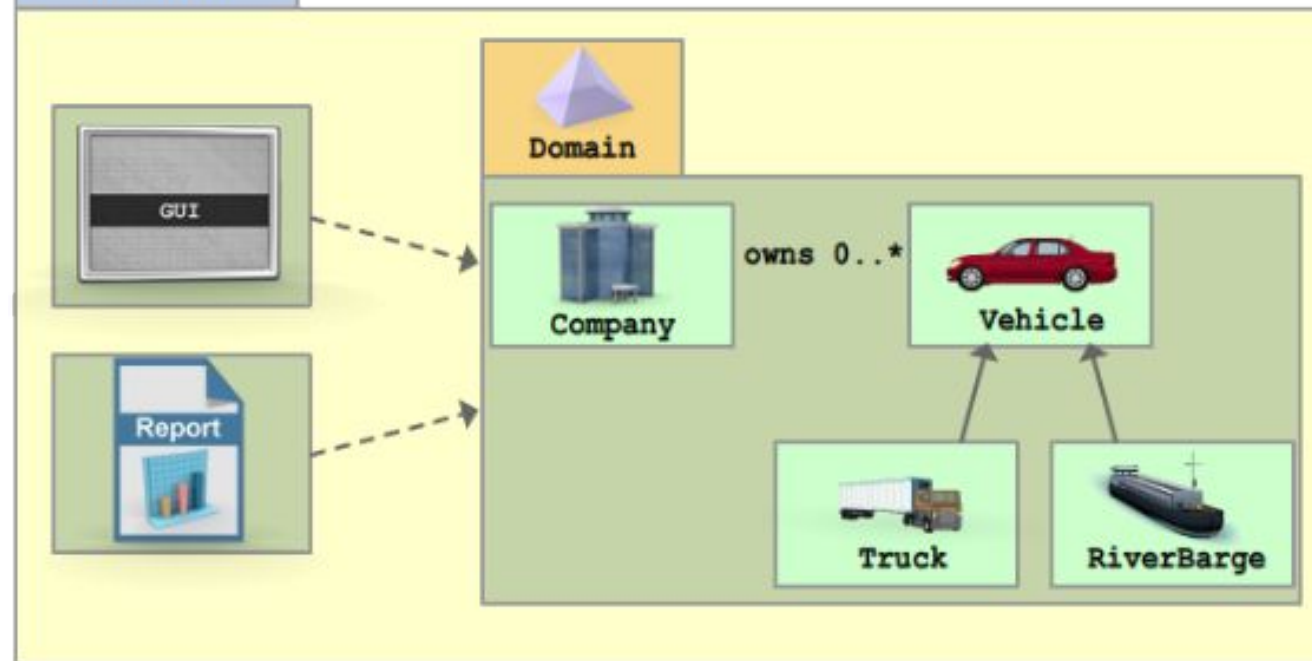 Domain
GUI
Company
owns 0..*
Vehicle
Report
Truck
RiverBarge